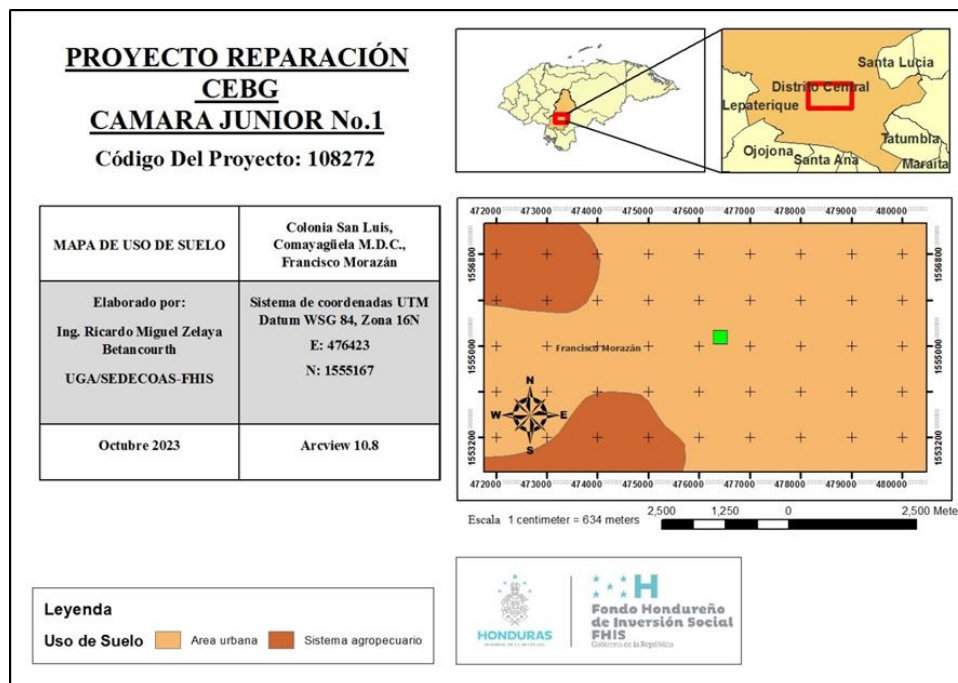 PROYECTO REPARACIÓN
CEBG
CAMARA JUNIOR No.1
Código Del Proyecto: 108272
Santa Lucia
Distrito Central
Lepaterique
Tatumbla
Ojojona
Santa Ana
Maraita
MAPA DE USO DE SUELO
Colonia San Luis,
Comayagüela M.D.C.,
Francisco Morazán
Elaborado por:
Ing. Ricardo Miguel Zelaya
Betancourth
UGA/SEDECOAS-FHIS
Sistema de coordenadas UTM
Datum WSG 84, Zona 16N
E: 476423
N: 1555167
Octubre 2023
Arcview 10.8
472000 473000 474000 475000 476000 477000 478000 479000 480000
1556800
1556800
1555000
1555000
1553200
1553200
Francisco Morazán
N
W E
S
472000 473000 474000 475000 476000 477000 478000 479000 480000
Escala 1 centimeter = 634 meters
2,500 1,250 0 2,500 Mete
Leyenda
Uso de Suelo Area urbana Sistema agropecuario
HONDURAS
H
Fondo Hondureño
de Inversión Social
FHIS
Gobierno de la República